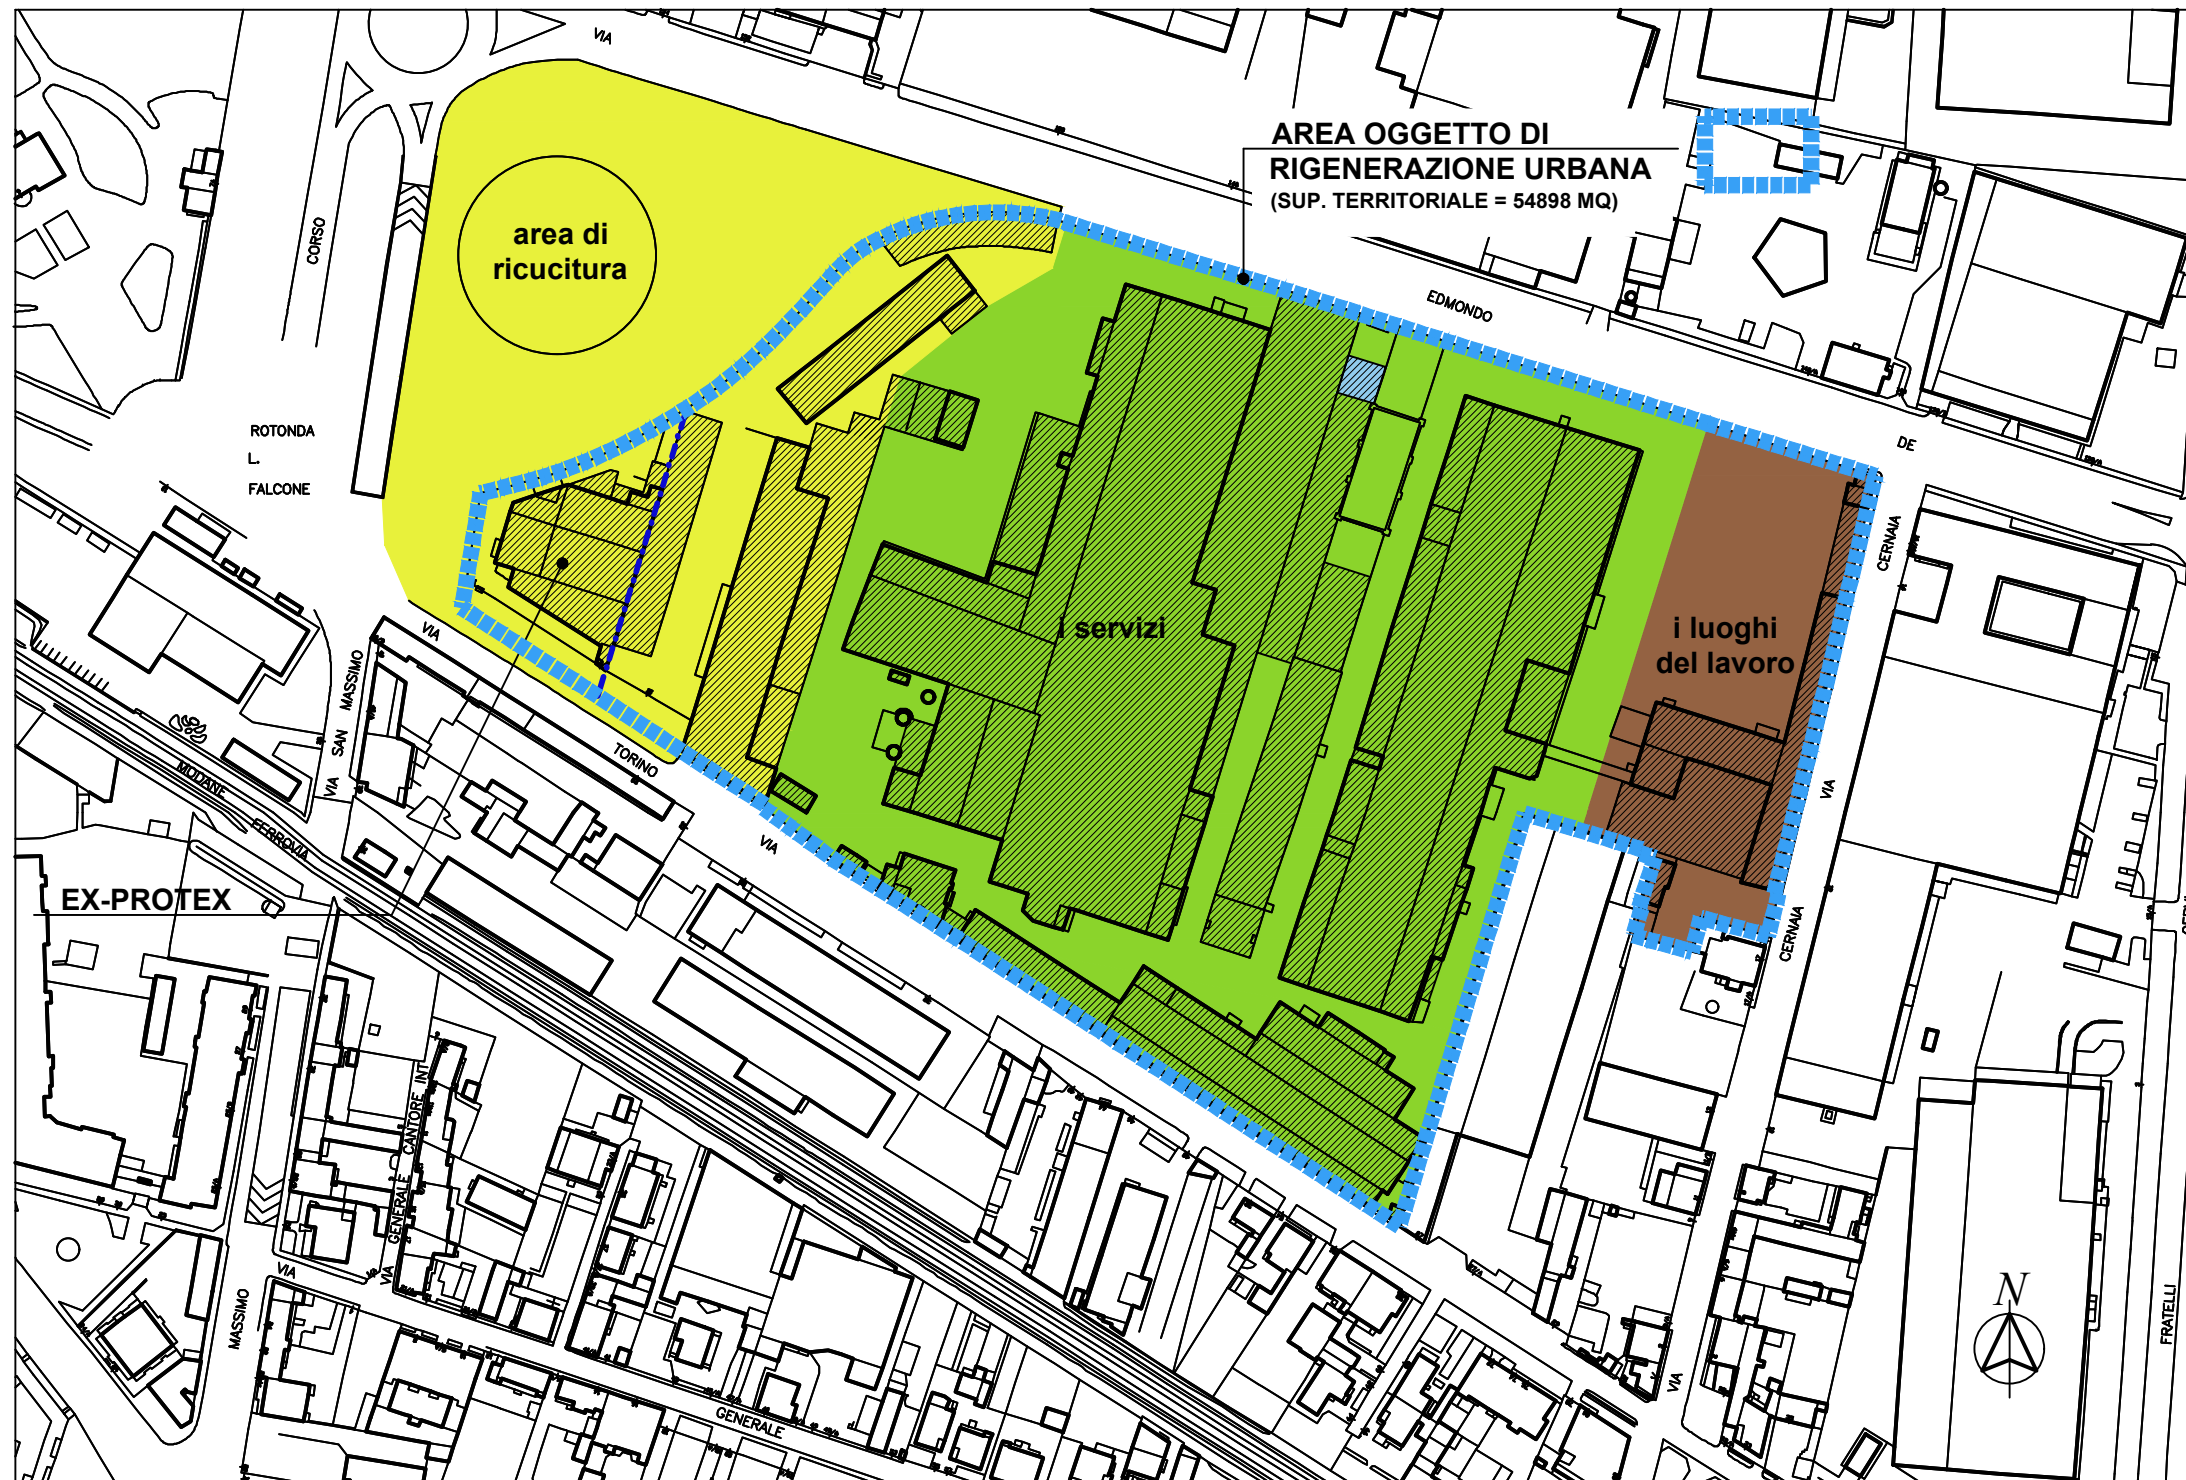 VIA
AREA OGGETTO DI
RIGENERAZIONE URBANA
(SUP. TERRITORIALE = 54898 MQ)
area di
ricucitura
CORSO
EDMONDO
ROTONDA
L.
FALCONE
DE
CERNAIA
i servizi
i luoghi
del lavoro
VIA
VIA SAN MASSIMO
TORINO
VIA
VIA
MODANE
FERROVIA
EX-PROTEX
CERNAIA
VIA GENERALE CANTORE INT.
VIA
MASSIMO
GENERALE
VIA
FRATELLI
N